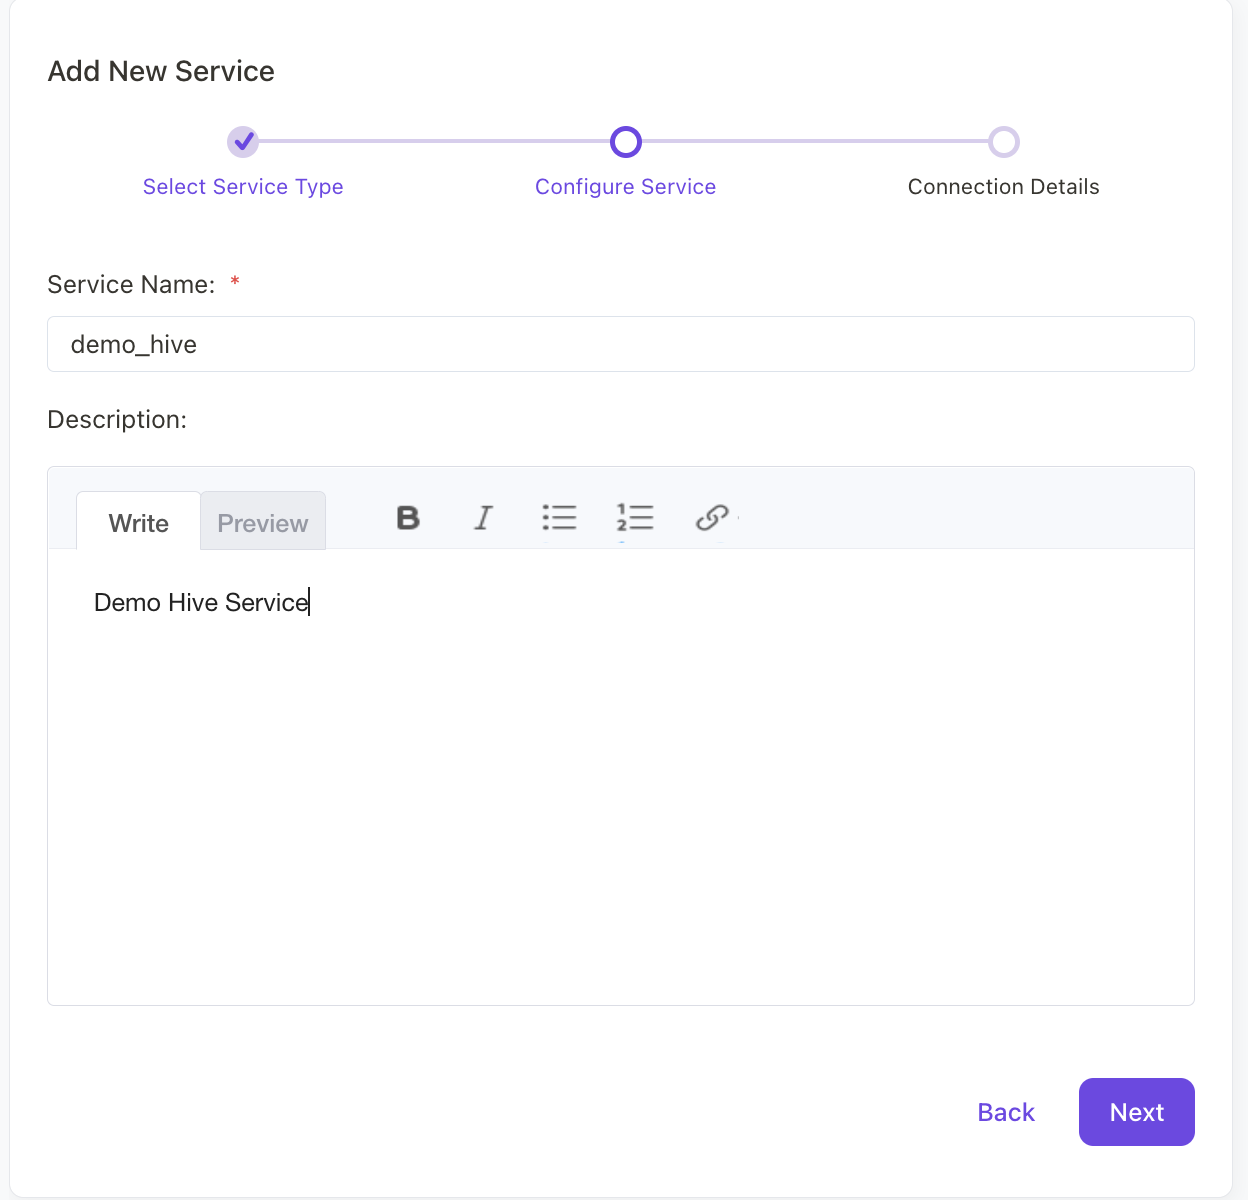 Add New Service
Select Service Type
Configure Service
Connection Details
Service Name: *
demo_hive
Description:
Write
Preview
B
I
Demo Hive Service
Back
Next